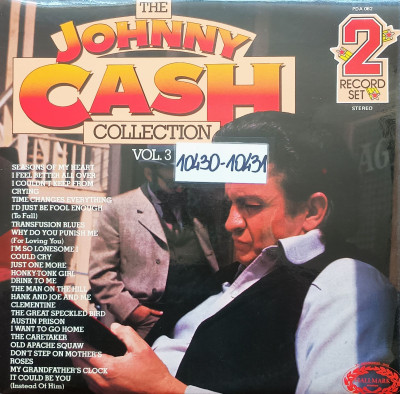 PDA 062
THE
JOHNNY
CASH
COLLECTION
VOL. 3
2
RECORD
SET
STEREO
10430-10431
SEASONS OF MY HEART
I FEEL BETTER ALL OVER
I COULDN'T KEEP FROM
CRYING
TIME CHANGES EVERYTHING
I'D JUST BE FOOL ENOUGH
(To Fall)
TRANSFUSION BLUES
WHY DO YOU PUNISH ME
(For Loving You)
I'M SO LONESOME I
COULD CRY
JUST ONE MORE
HONKY-TONK GIRL
DRINK TO ME
THE MAN ON THE HILL
HANK AND JOE AND ME
CLEMENTINE
THE GREAT SPECKLED BIRD
AUSTIN PRISON
I WANT TO GO HOME
THE CARETAKER
OLD APACHE SQUAW
DON'T STEP ON MOTHER'S
ROSES
MY GRANDFATHER'S CLOCK
IT COULD BE YOU
(Instead Of Him)
HALLMARK